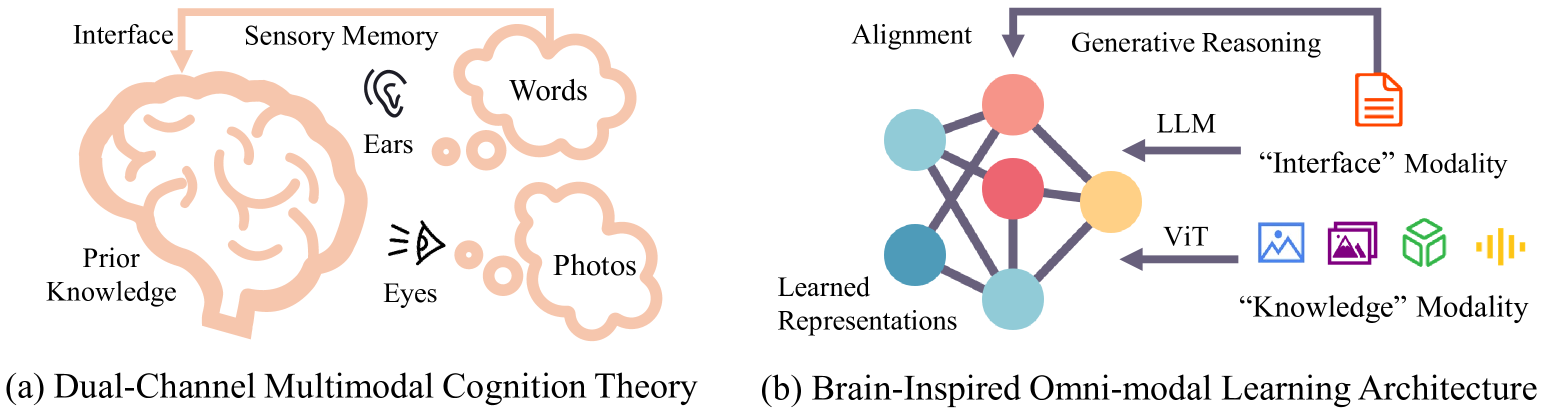 Interface
Sensory Memory
Words
Ears
Prior
Knowledge
Eyes
Photos
(a) Dual-Channel Multimodal Cognition Theory
Alignment
Generative Reasoning
LLM
“Interface” Modality
ViT
Learned
Representations
“Knowledge” Modality
(b) Brain-Inspired Omni-modal Learning Architecture